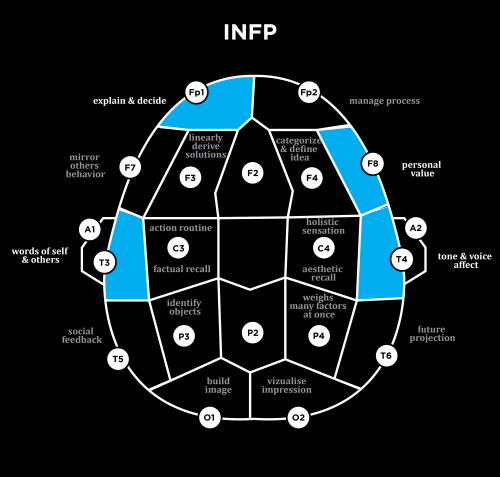 INFP
Fp1
Fp2
explain & decide
manage process
linearly
derive
solutions
categorize
& define
idea
mirror
others
behavior
F7
F3
F2
F4
F8
personal
value
A1
A2
action routine
holistic
sensation
words of self
& others
T3
C3
C4
T4
tone & voice
affect
factual recall
aesthetic
recall
identify
objects
weighs
many factors
at once
social
feedback
P3
P2
P4
future
projection
T5
T6
build
image
vizualise
impression
O1
O2